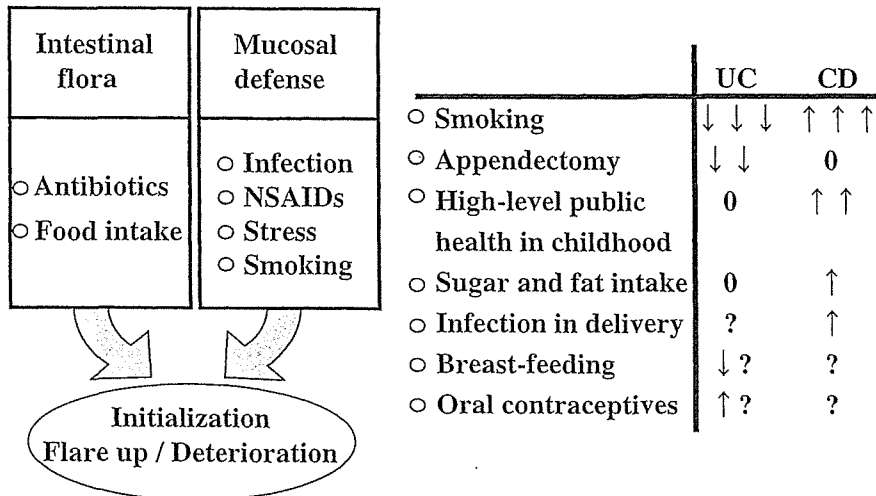 Intestinal
flora
Mucosal
defense
○ Antibiotics
○ Food intake
○ Infection
○ NSAIDs
○ Stress
○ Smoking
Initialization
Flare up / Deterioration
UC CD
○ Smoking ↓ ↓ ↓ ↑ ↑ ↑
○ Appendectomy ↓ ↓ 0
○ High-level public 0 ↑ ↑
health in childhood
○ Sugar and fat intake 0 ↑
○ Infection in delivery ? ↑
○ Breast-feeding ↓ ? ?
○ Oral contraceptives ↑ ? ?